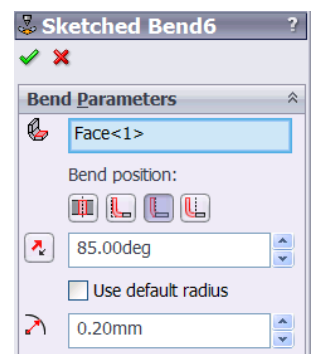 Sketched Bend6 ?
Bend Parameters
Face<1>
Bend position:
85.00deg
Use default radius
0.20mm